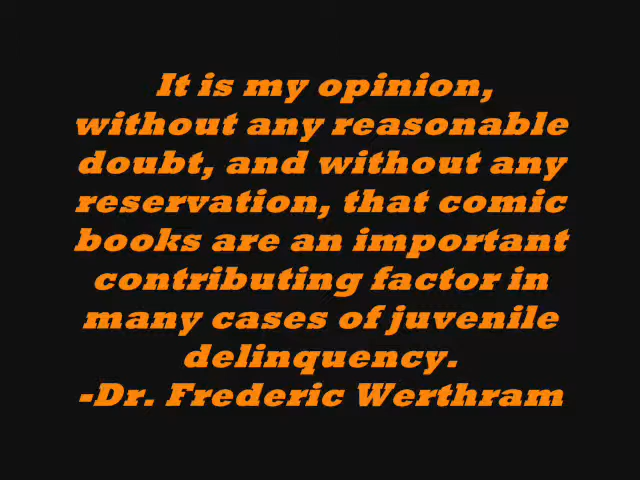 It is my opinion,
without any reasonable
doubt, and without any
reservation, that comic
books are an important
contributing factor in
many cases of juvenile
delinquency.
-Dr. Frederic Werthram